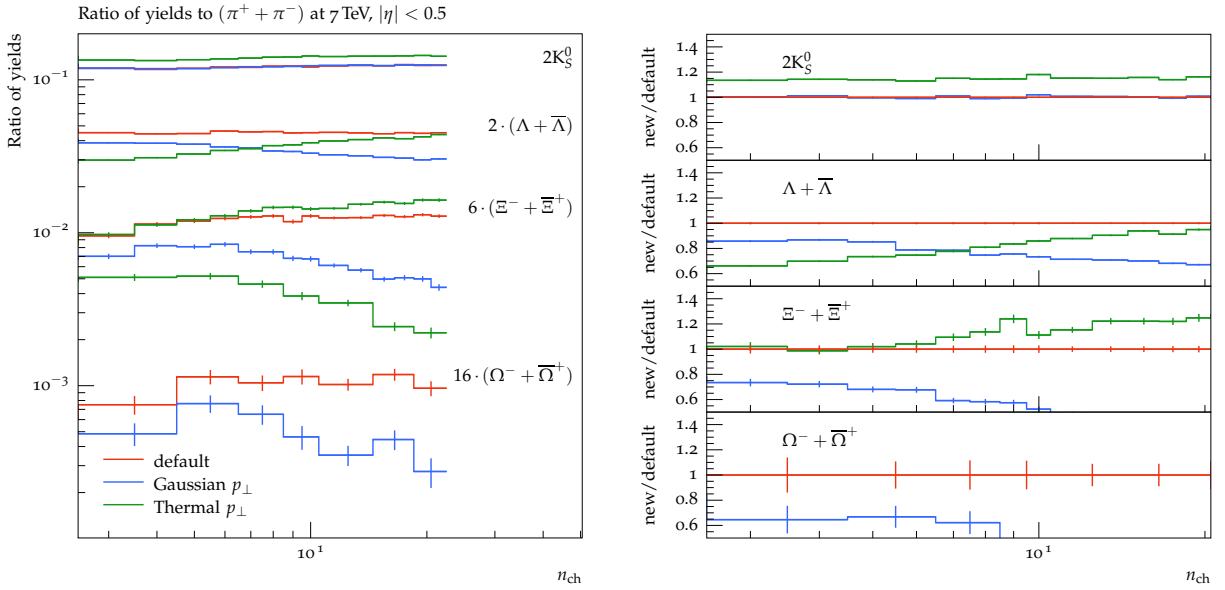 Ratio of yields to (π⁺ + π⁻) at 7 TeV, |η| < 0.5
Ratio of yields
10⁻¹
10⁻²
10⁻³
2K⁰_S
2 · (Λ + Λ̅)
6 · (Ξ⁻ + Ξ̅⁺)
16 · (Ω⁻ + Ω̅⁺)
default
Gaussian p⊥
Thermal p⊥
10¹
n_ch
new/default
1.4
1.2
1
0.8
0.6
2K⁰_S
new/default
1.4
1.2
1
0.8
0.6
Λ + Λ̅
new/default
1.4
1.2
1
0.8
0.6
Ξ⁻ + Ξ̅⁺
new/default
1.4
1.2
1
0.8
0.6
Ω⁻ + Ω̅⁺
10¹
n_ch